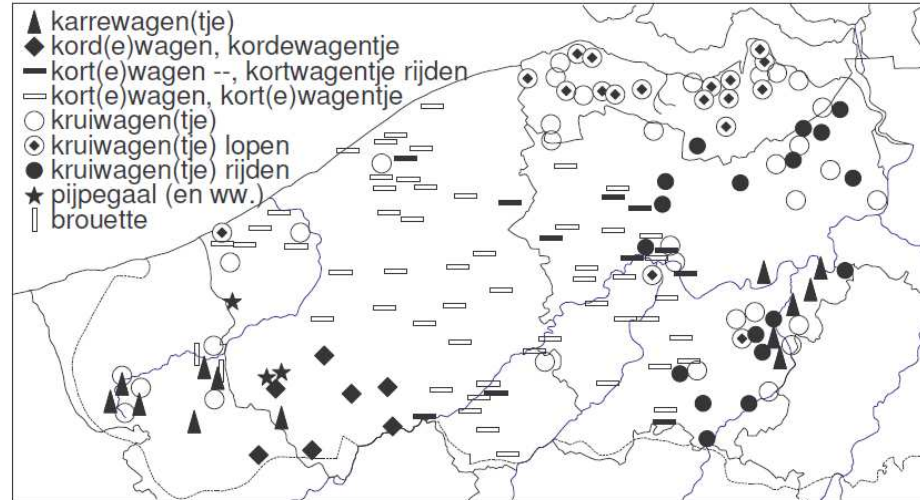 karrewagen(tje)
kord(e)wagen, kordewagentje
kort(e)wagen --, kortwagentje rijden
kort(e)wagen, kort(e)wagentje
kruiwagen(tje)
kruiwagen(tje) lopen
kruiwagen(tje) rijden
pijpegaal (en ww.)
brouette